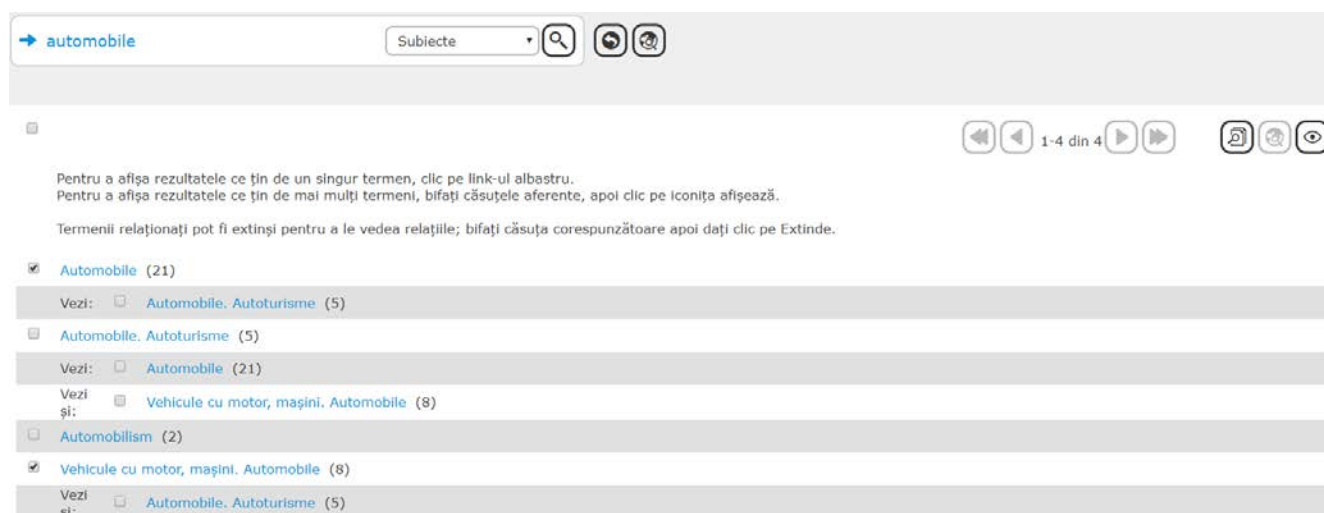 automobile
Subiecte
1-4 din 4
Pentru a afișa rezultatele ce țin de un singur termen, clic pe link-ul albastru.
Pentru a afișa rezultatele ce țin de mai mulți termeni, bifați căsuțele aferente, apoi clic pe iconița afișează.
Termenii relaționați pot fi extinși pentru a le vedea relațiile; bifați căsuța corespunzătoare apoi dați clic pe Extinde.
Automobile (21)
Vezi: Automobile. Autoturisme (5)
Automobile. Autoturisme (5)
Vezi: Automobile (21)
Vezi
și: Vehicule cu motor, mașini. Automobile (8)
Automobilism (2)
Vehicule cu motor, mașini. Automobile (8)
Vezi
și: Automobile. Autoturisme (5)